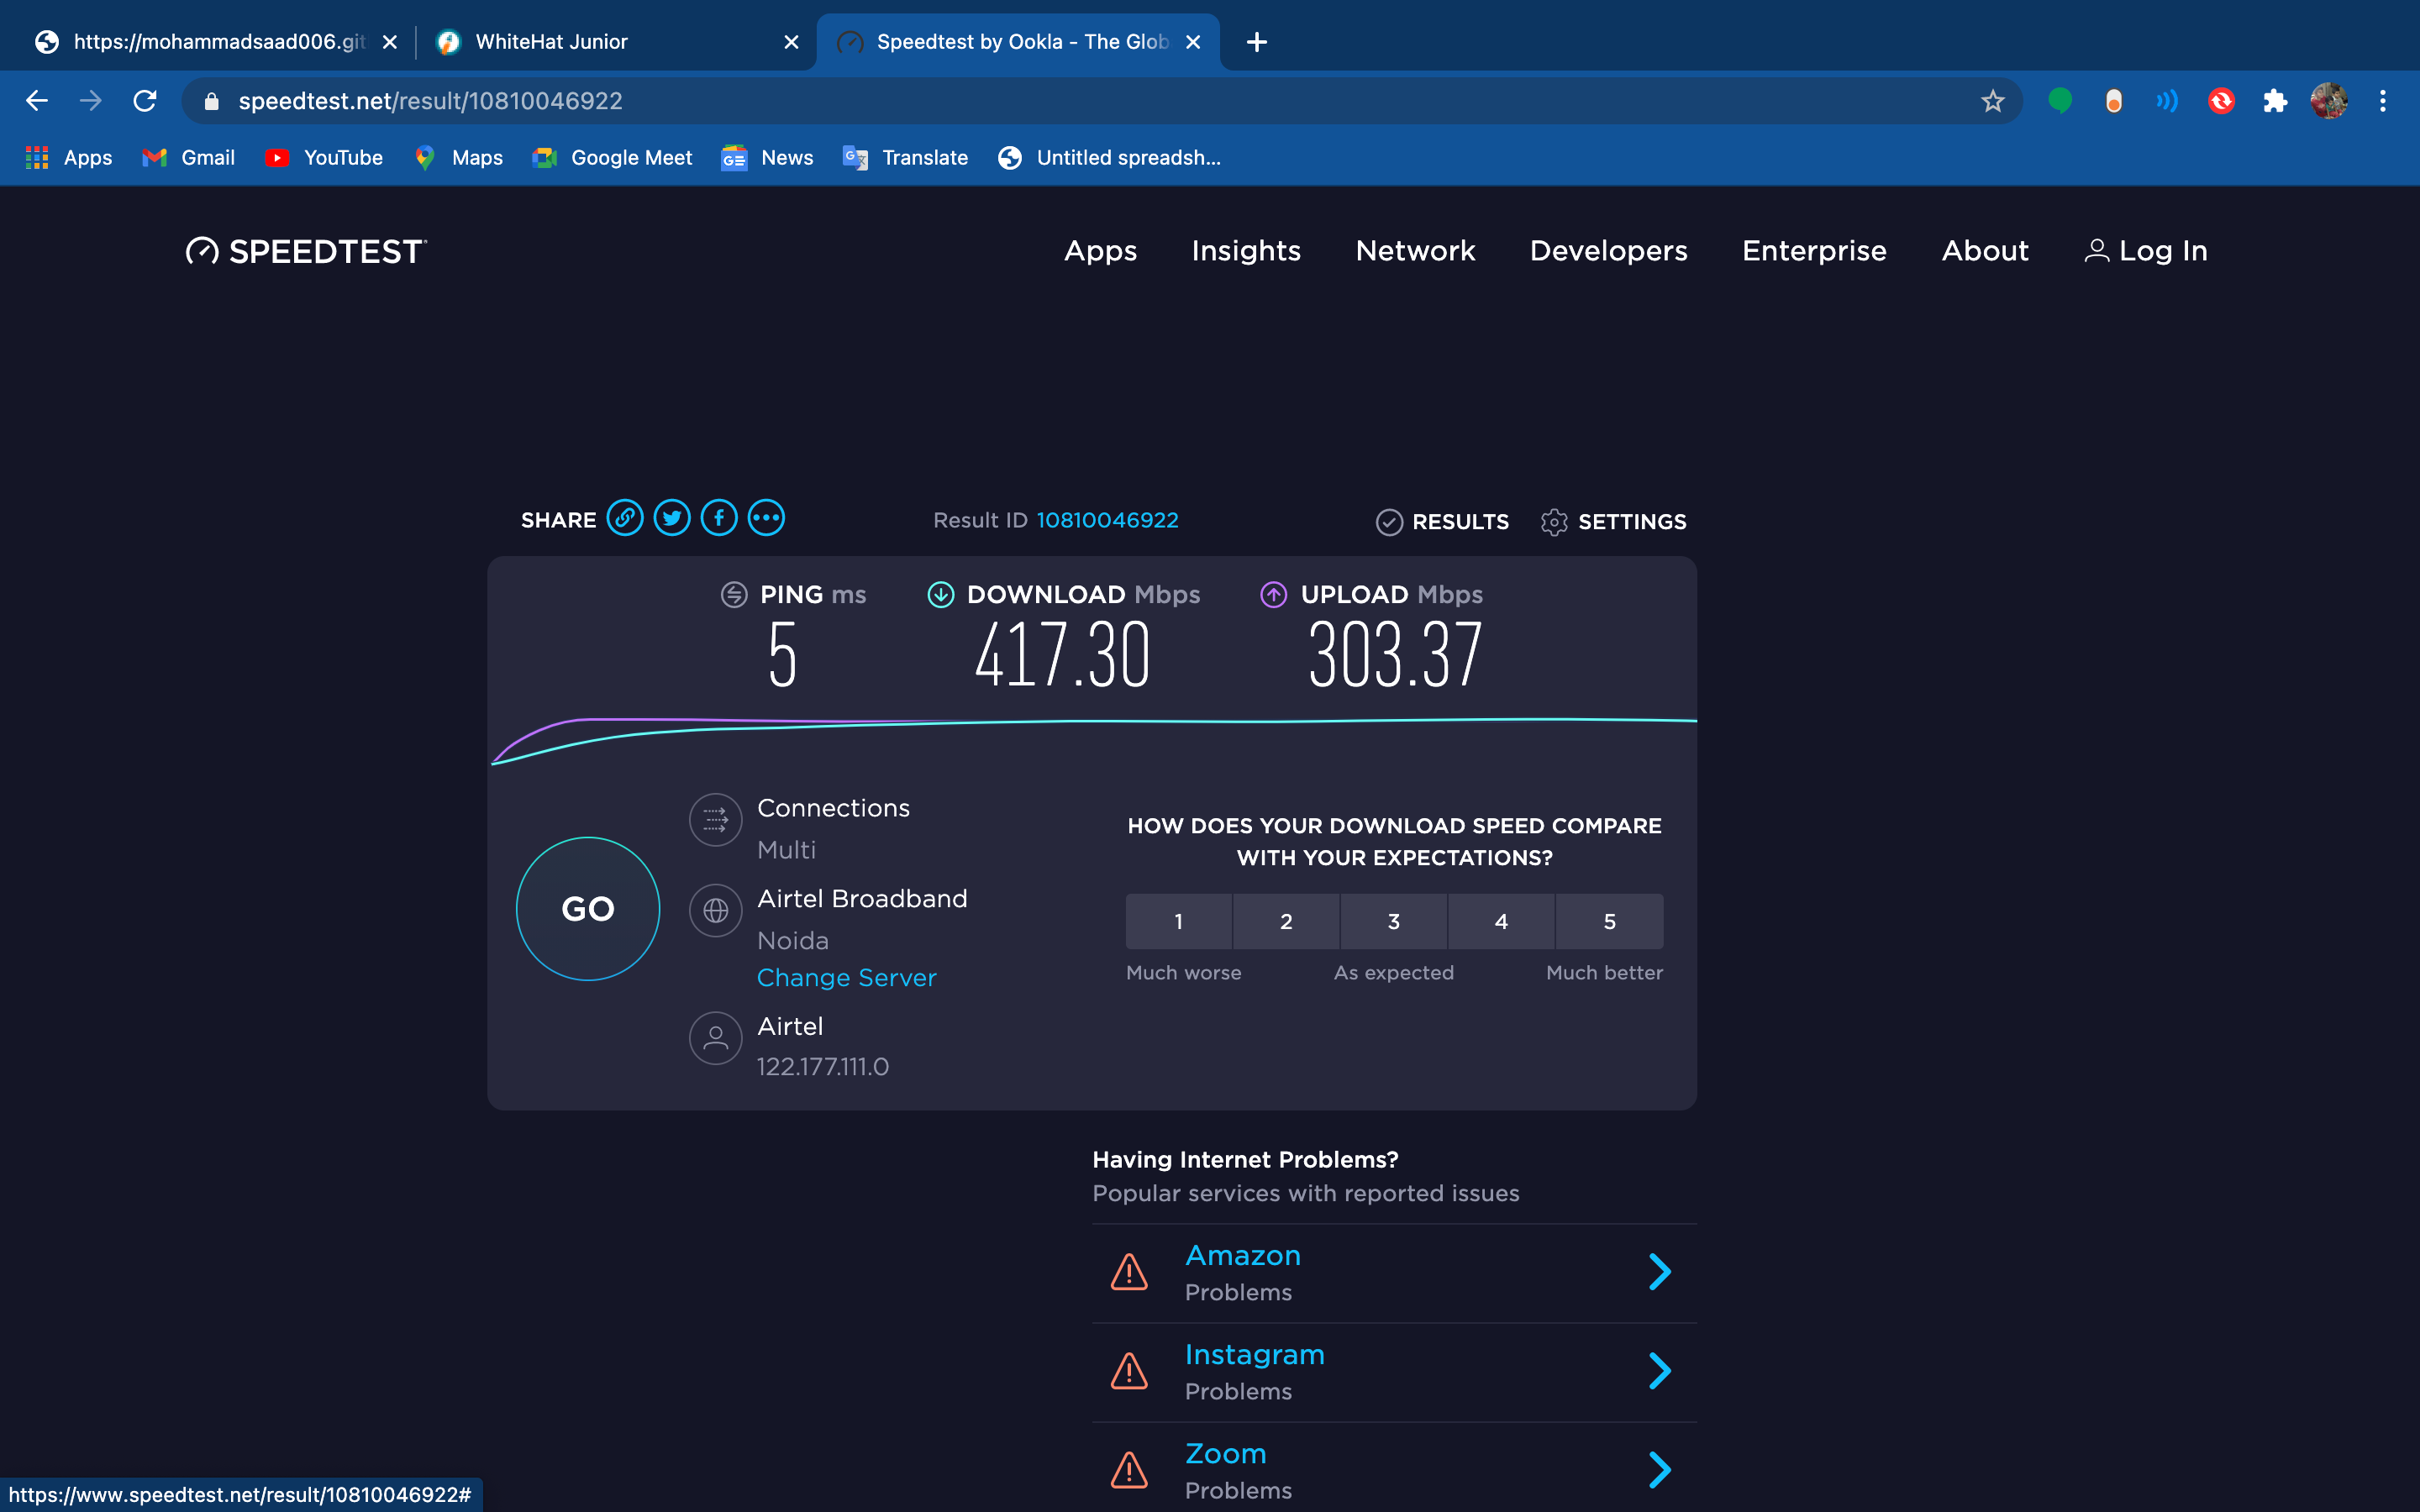 https://mohammadsaad006.git
WhiteHat Junior
Speedtest by Ookla - The Glob
speedtest.net/result/10810046922
Apps
Gmail
YouTube
Maps
Google Meet
News
Translate
Untitled spreadsh...
SPEEDTEST
Apps
Insights
Network
Developers
Enterprise
About
Log In
SHARE
Result ID 10810046922
RESULTS
SETTINGS
PING ms
DOWNLOAD Mbps
UPLOAD Mbps
5
417.30
303.37
GO
Connections
Multi
Airtel Broadband
Noida
Change Server
Airtel
122.177.111.0
HOW DOES YOUR DOWNLOAD SPEED COMPARE
WITH YOUR EXPECTATIONS?
1 2 3 4 5
Much worse As expected Much better
Having Internet Problems?
Popular services with reported issues
Amazon
Problems
Instagram
Problems
Zoom
Problems
https://www.speedtest.net/result/10810046922#